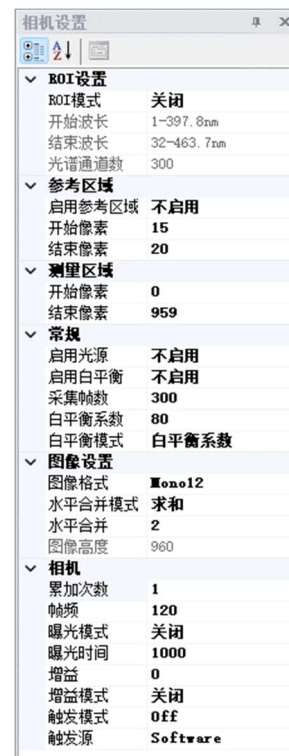 相机设置
ROI设置
ROI模式 关闭
开始波长 1-397.8nm
结束波长 32-463.7nm
光谱通道数 300
参考区域
启用参考区域 不启用
开始像素 15
结束像素 20
测量区域
开始像素 0
结束像素 959
常规
启用光源 不启用
启用白平衡 不启用
采集帧数 300
白平衡系数 80
白平衡模式 白平衡系数
图像设置
图像格式 Mono12
水平合并模式 求和
水平合并 2
图像高度 960
相机
累加次数 1
帧频 120
曝光模式 关闭
曝光时间 1000
增益 0
增益模式 关闭
触发模式 Off
触发源 Software